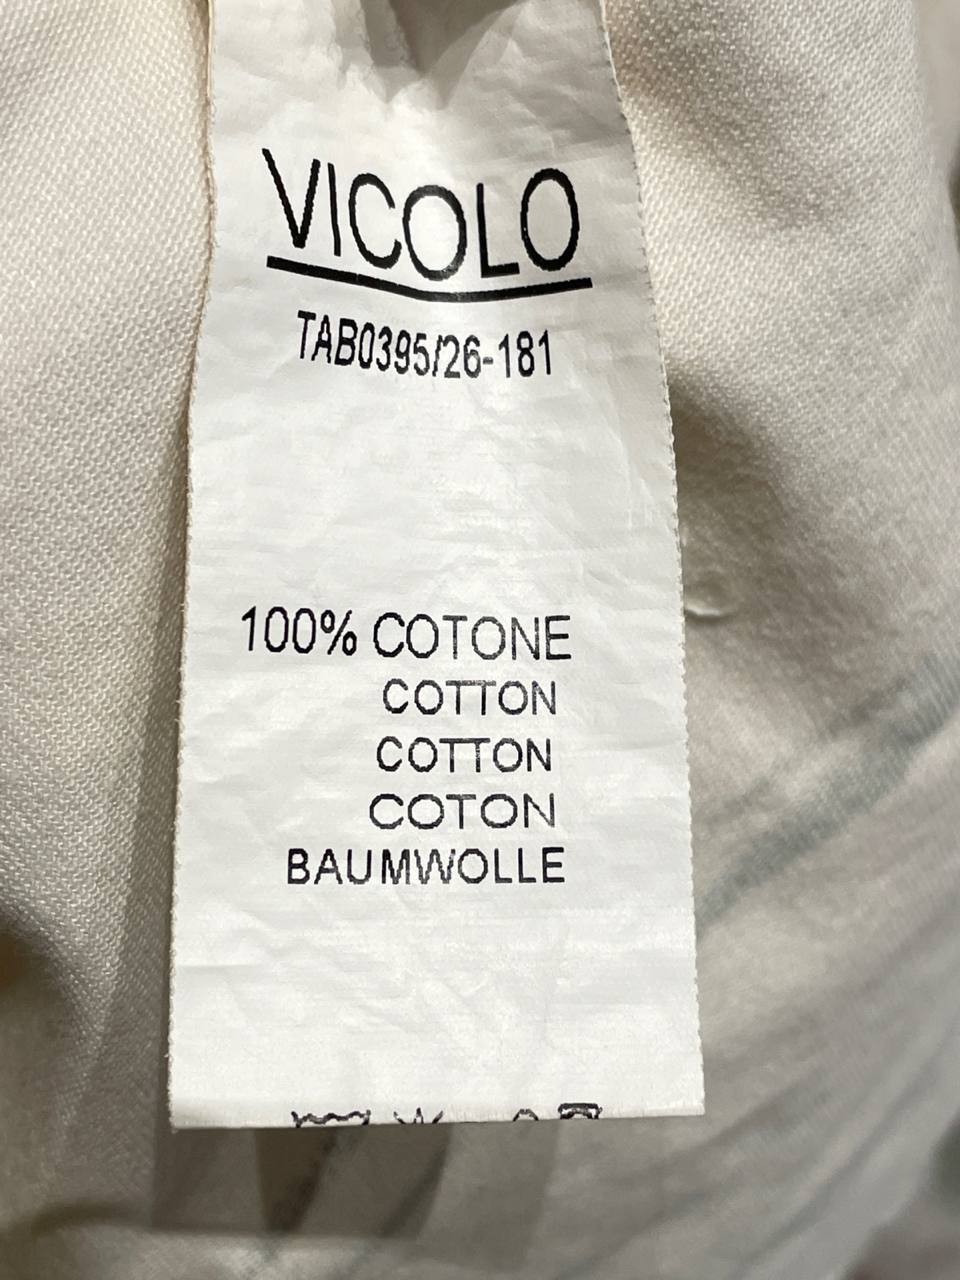 VICOLO
TAB0395/26-181
100% COTONE
COTTON
COTTON
COTON
BAUMWOLLE